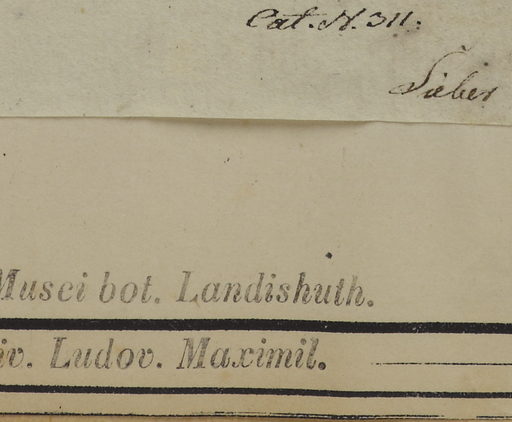 Cat. N. 311.
Sieber
Musei bot. Landishuth.
iv. Ludov. Maximil.